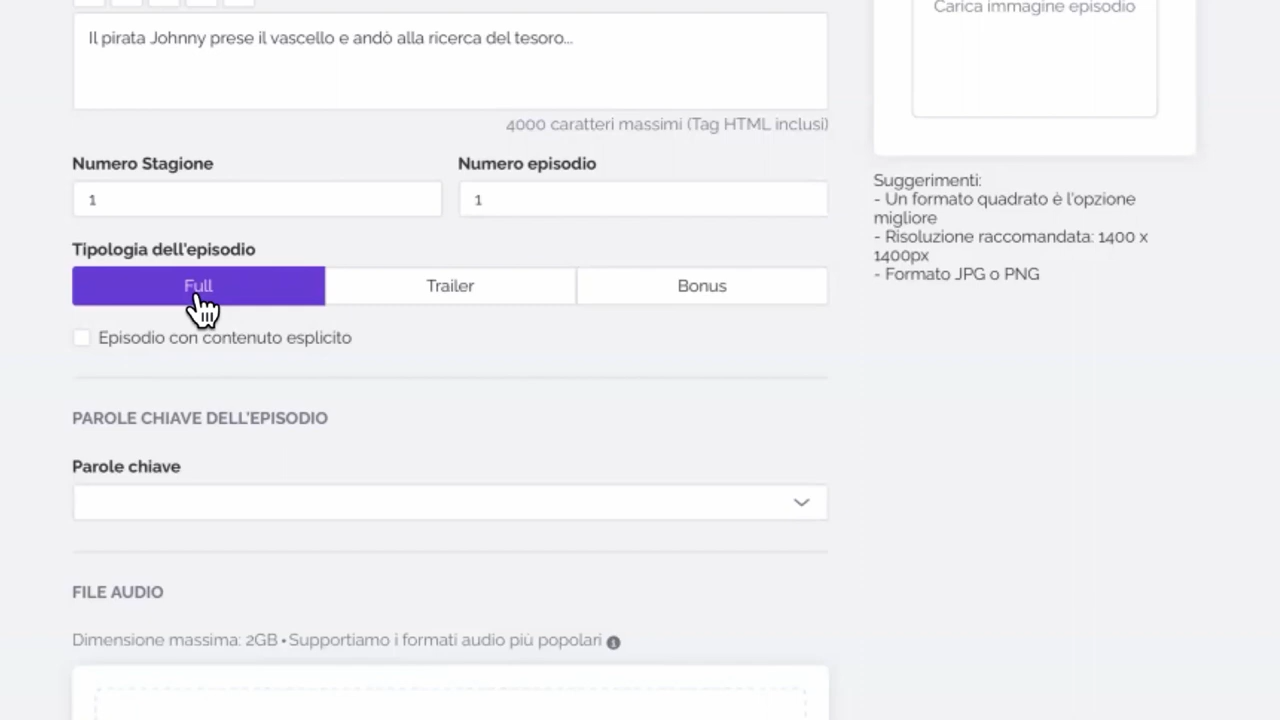 Carica immagine episodio
Il pirata Johnny prese il vascello e andò alla ricerca del tesoro...
4000 caratteri massimi (Tag HTML inclusi)
Numero Stagione
Numero episodio
1
1
Tipologia dell'episodio
Full
Trailer
Bonus
Episodio con contenuto esplicito
Suggerimenti:
- Un formato quadrato è l'opzione
migliore
- Risoluzione raccomandata: 1400 x
1400px
- Formato JPG o PNG
PAROLE CHIAVE DELL'EPISODIO
Parole chiave
FILE AUDIO
Dimensione massima: 2GB • Supportiamo i formati audio più popolari